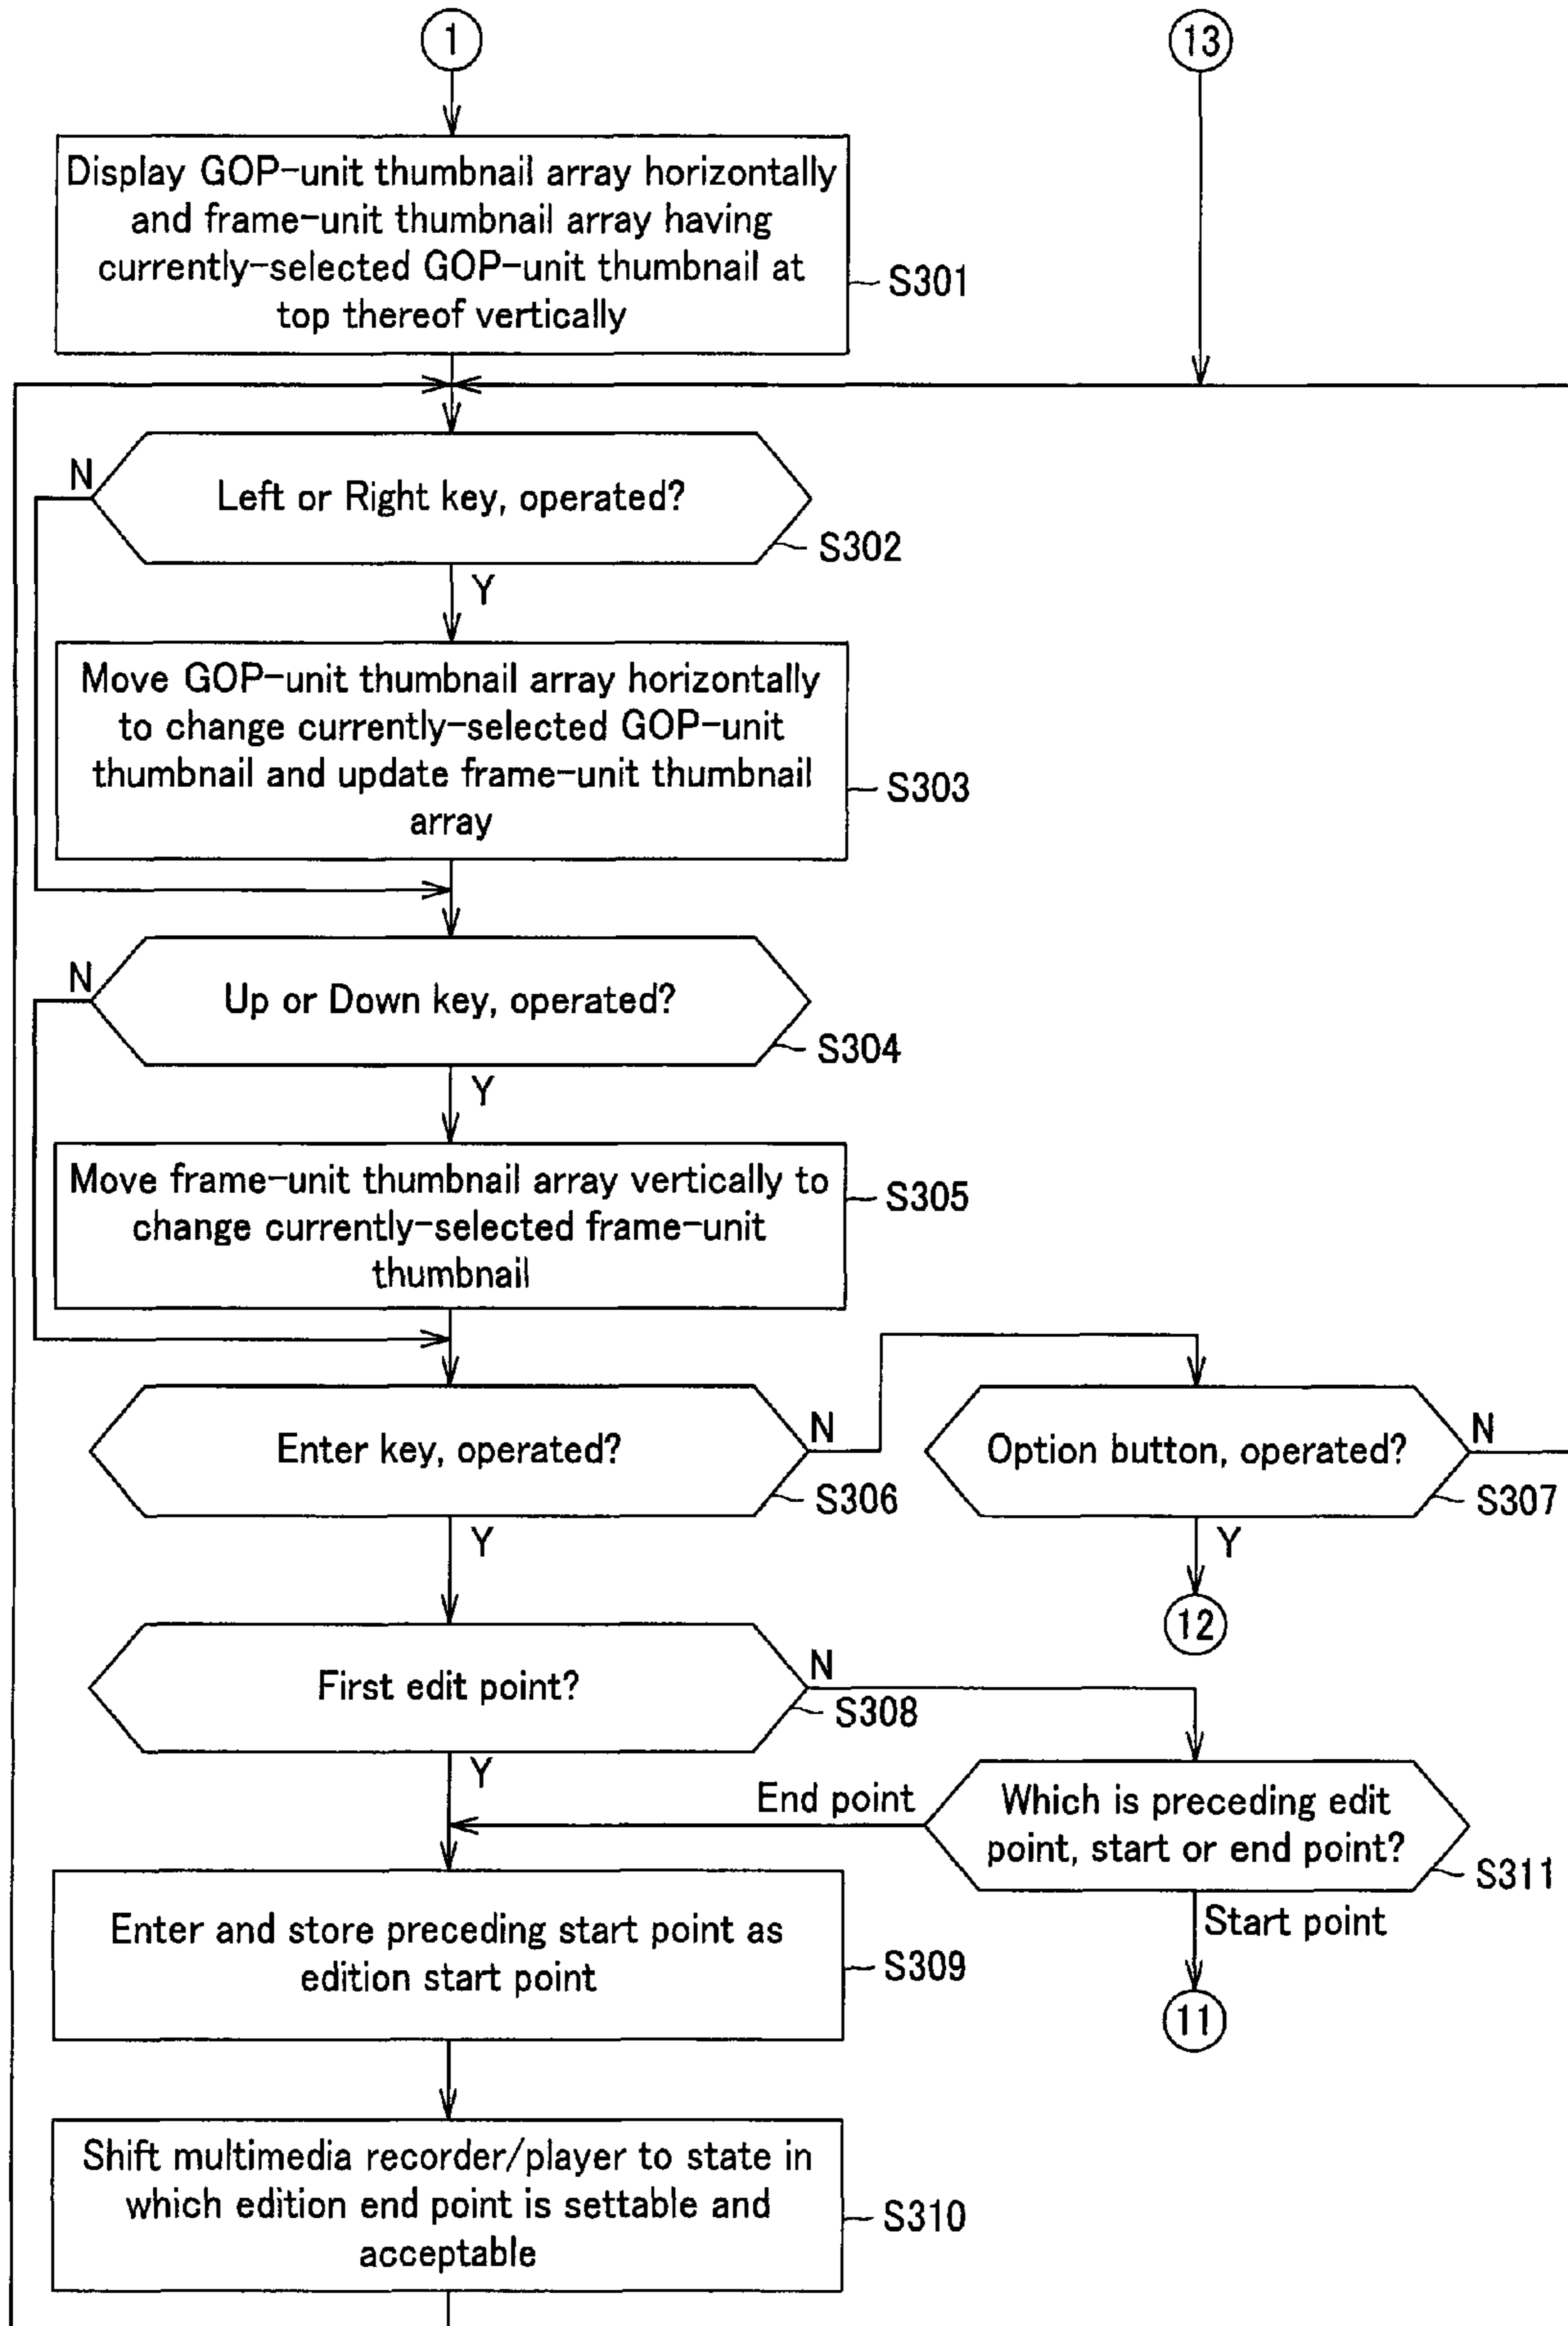 1
13
Display GOP-unit thumbnail array horizontally
and frame-unit thumbnail array having
currently-selected GOP-unit thumbnail at
top thereof vertically
S301
N
Left or Right key, operated?
S302
Y
Move GOP-unit thumbnail array horizontally
to change currently-selected GOP-unit
thumbnail and update frame-unit thumbnail
array
S303
N
Up or Down key, operated?
S304
Y
Move frame-unit thumbnail array vertically to
change currently-selected frame-unit
thumbnail
S305
Enter key, operated?
N
S306
Y
Option button, operated?
N
S307
Y
12
First edit point?
N
S308
Y
End point
Which is preceding edit
point, start or end point?
S311
Start point
11
Enter and store preceding start point as
edition start point
S309
Shift multimedia recorder/player to state in
which edition end point is settable and
acceptable
S310